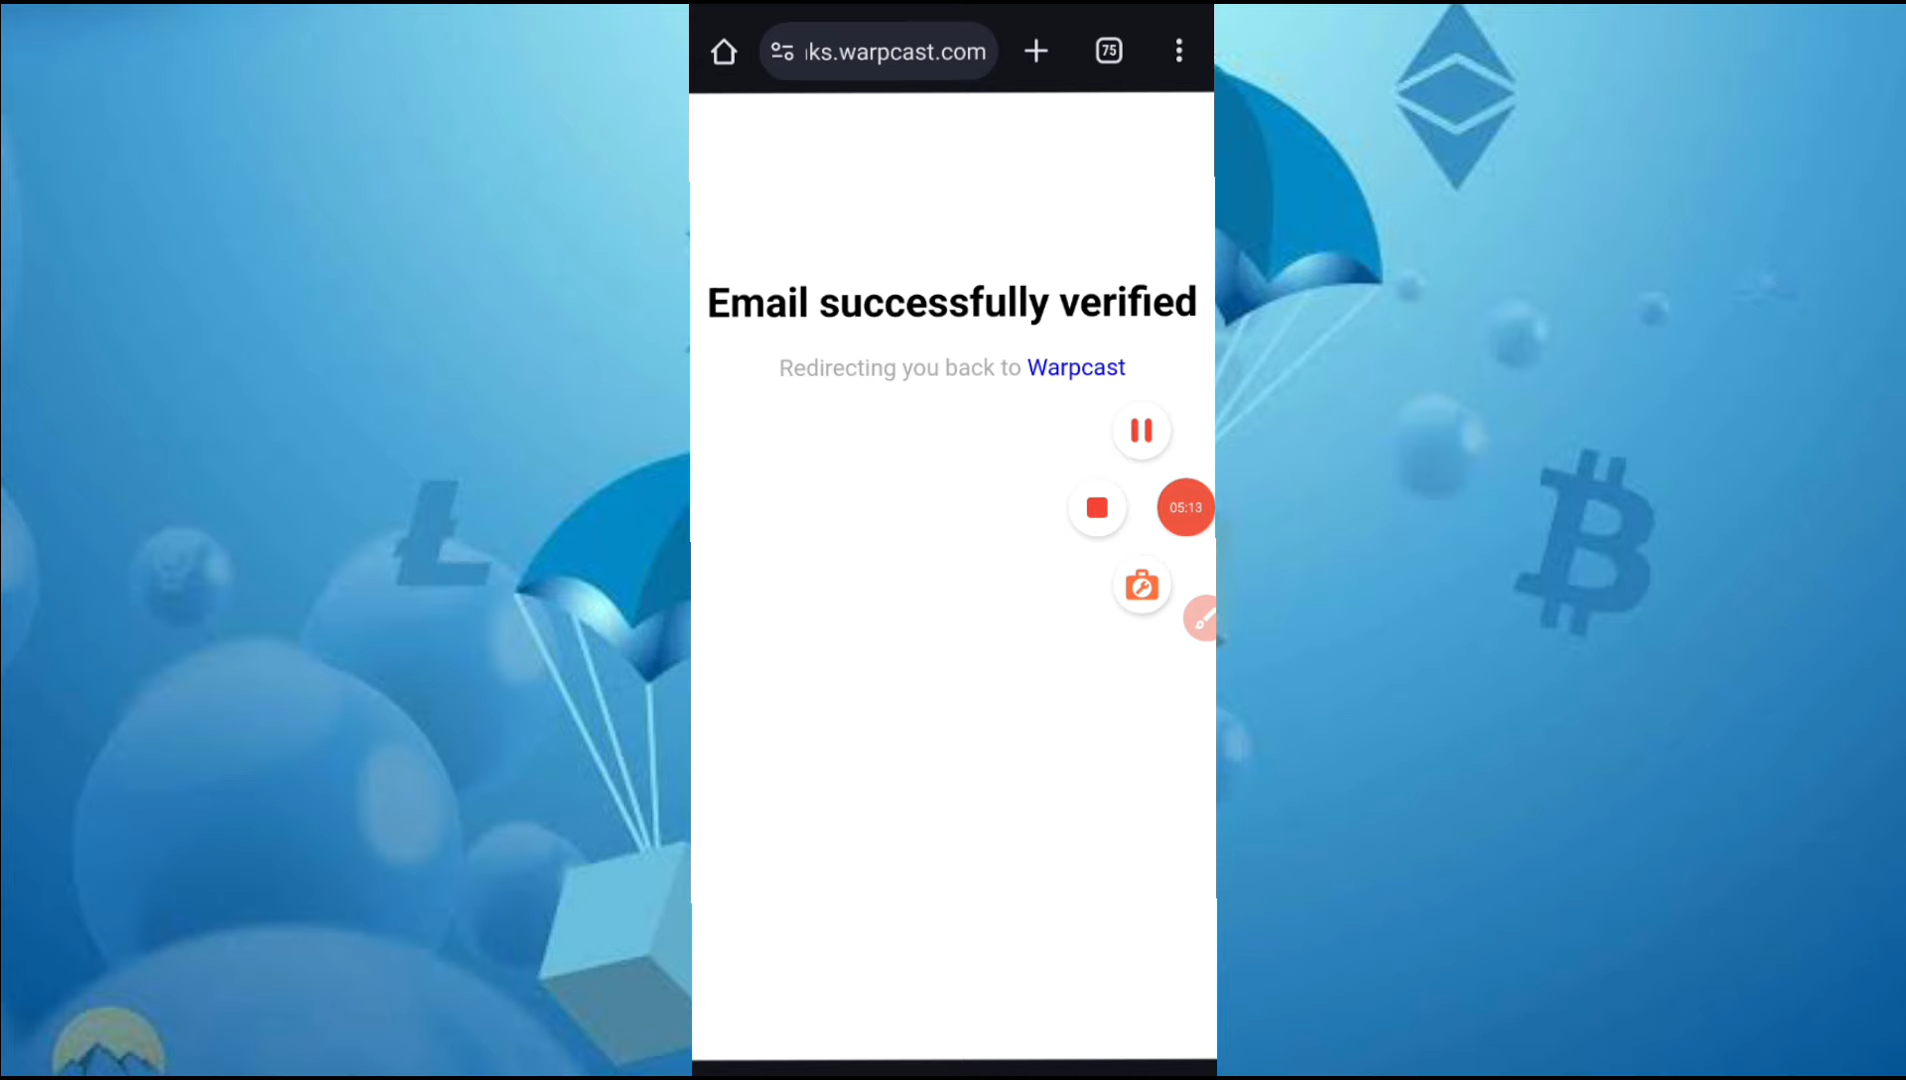 ıks.warpcast.com
75
Email successfully verified
Redirecting you back to Warpcast
05:13